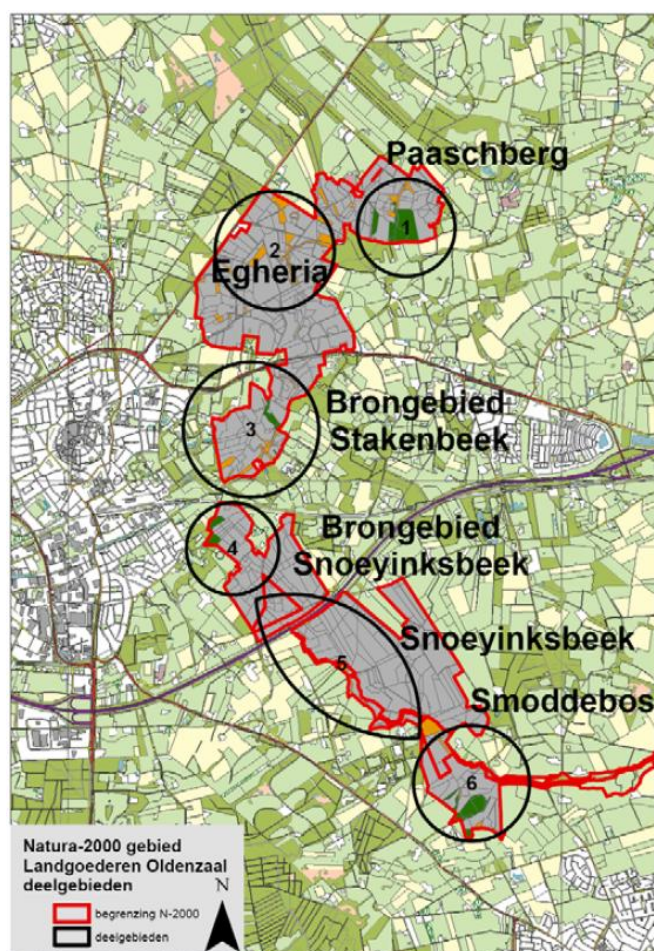 Paaschberg
1
2
Egheria
Brongebied
Stakenbeek
3
Brongebied
Snoeyinksbeek
4
Snoeyinksbeek
5
Smoddebos
6
Natura-2000 gebied
Landgoederen Oldenzaal
deelgebieden
N
begrenzing N-2000
deelgebieden